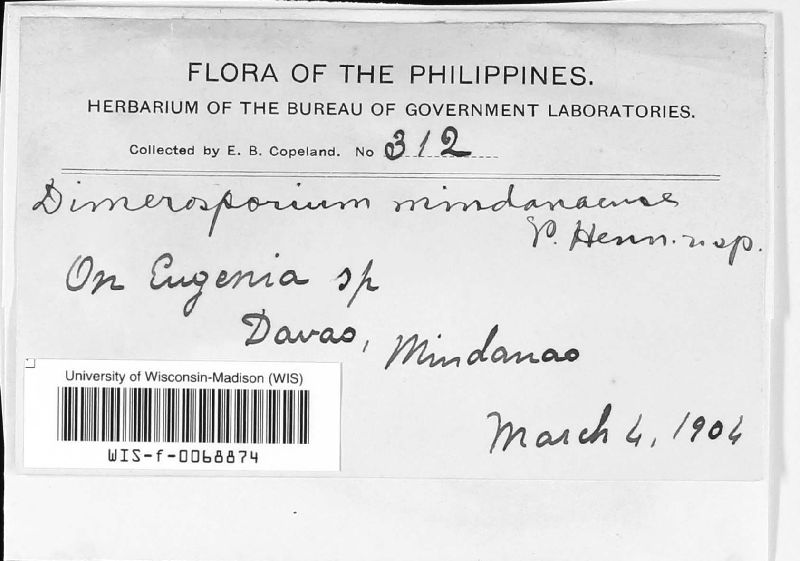 FLORA OF THE PHILIPPINES.
HERBARIUM OF THE BUREAU OF GOVERNMENT LABORATORIES.
Collected by E. B. Copeland. No 312
Dimerosporium mindanaense
P. Henn. n sp.
On Eugenia sp
Davao, Mindanao
March 4, 1904
University of Wisconsin-Madison (WIS)
WIS-f-0068874